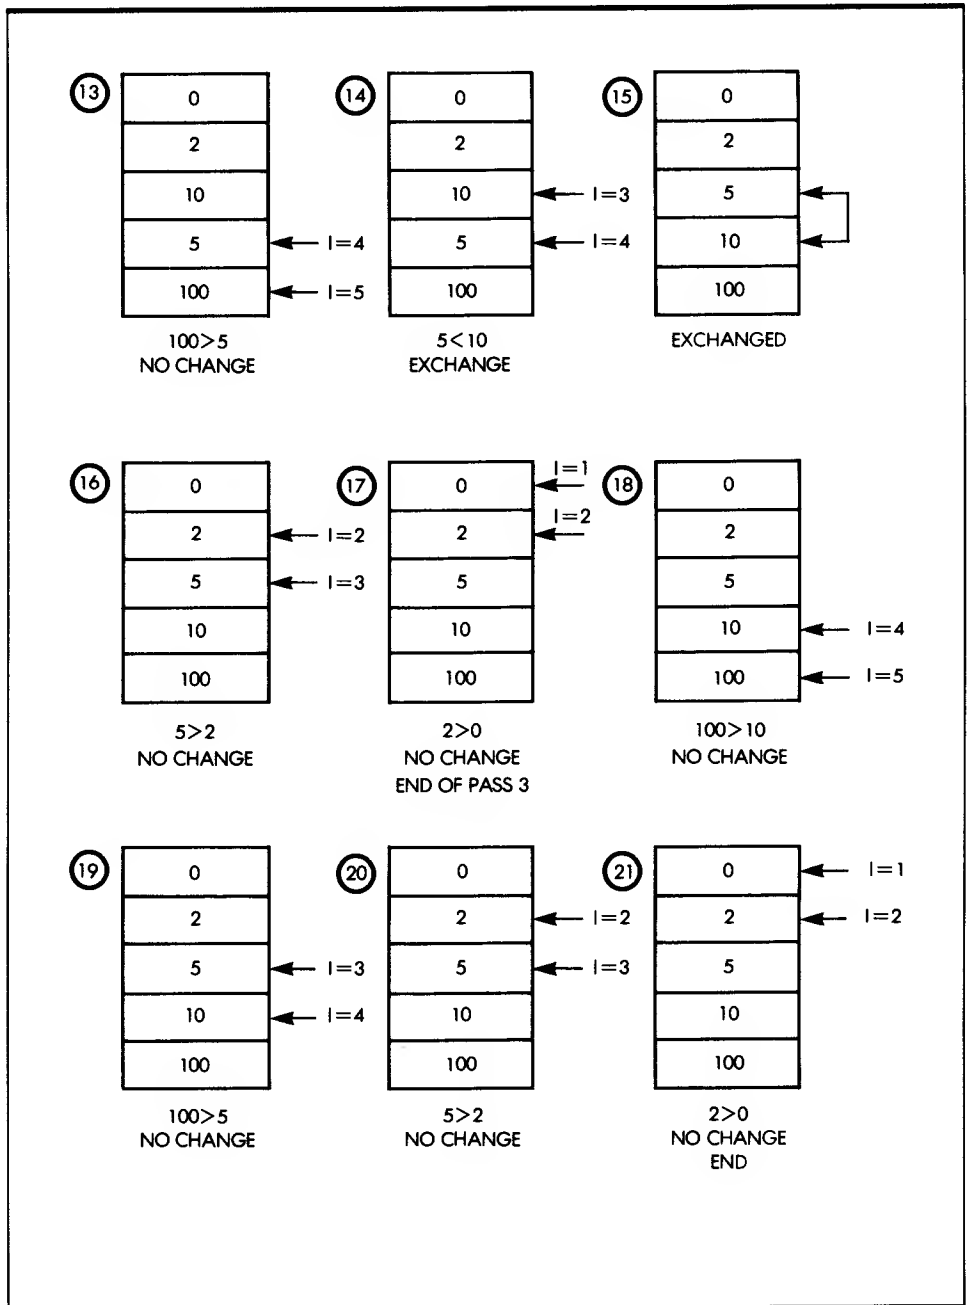 13
0
2
10
5
100
I=4
I=5
100>5
NO CHANGE
14
0
2
10
5
100
I=3
I=4
5<10
EXCHANGE
15
0
2
5
10
100
EXCHANGED
16
0
2
5
10
100
I=2
I=3
5>2
NO CHANGE
17
0
2
5
10
100
I=1
I=2
2>0
NO CHANGE
END OF PASS 3
18
0
2
5
10
100
I=4
I=5
100>10
NO CHANGE
19
0
2
5
10
100
I=3
I=4
100>5
NO CHANGE
20
0
2
5
10
100
I=2
I=3
5>2
NO CHANGE
21
0
2
5
10
100
I=1
I=2
2>0
NO CHANGE
END